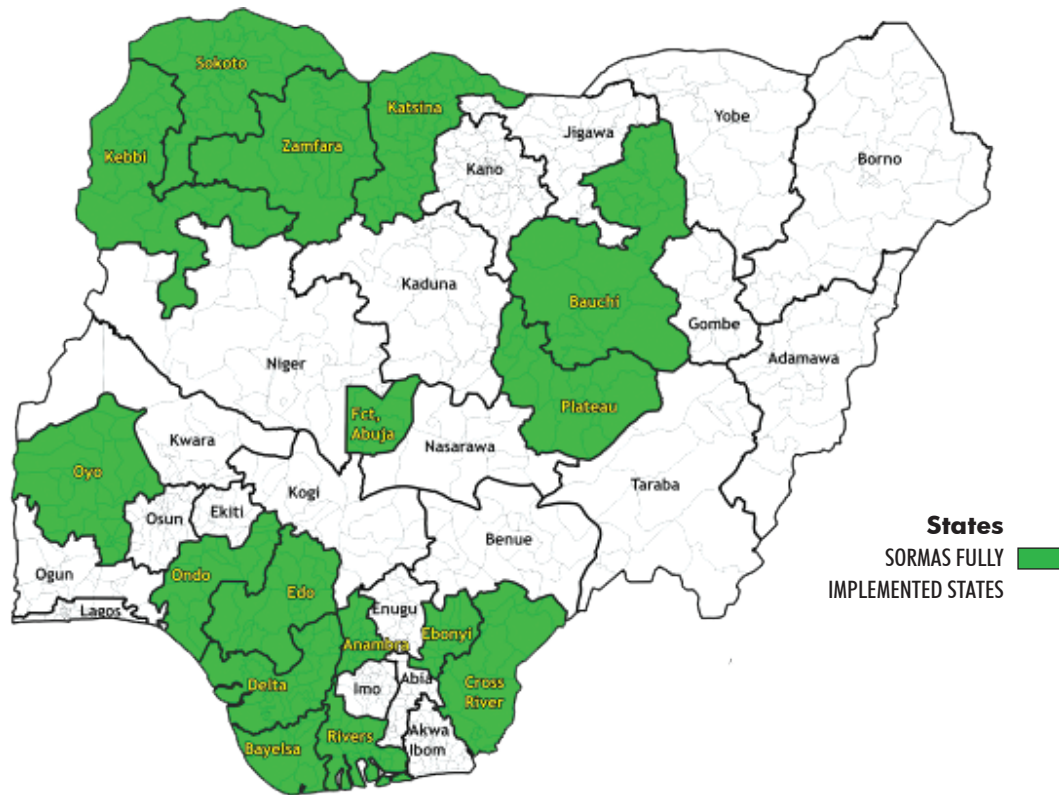 Sokoto
Katsina
Kebbi
Zamfara
Jigawa
Yobe
Borno
Kano
Kaduna
Bauchi
Gombe
Adamawa
Niger
Plateau
Fct,
Abuja
Nasarawa
Kwara
Oyo
Kogi
Taraba
Osun
Ekiti
Benue
Ogun
Ondo
Edo
Lagos
Enugu
Anambra
Ebonyi
Delta
Imo
Abia
Cross
River
Bayelsa
Rivers
Akwa
Ibom
States
SORMAS FULLY
IMPLEMENTED STATES